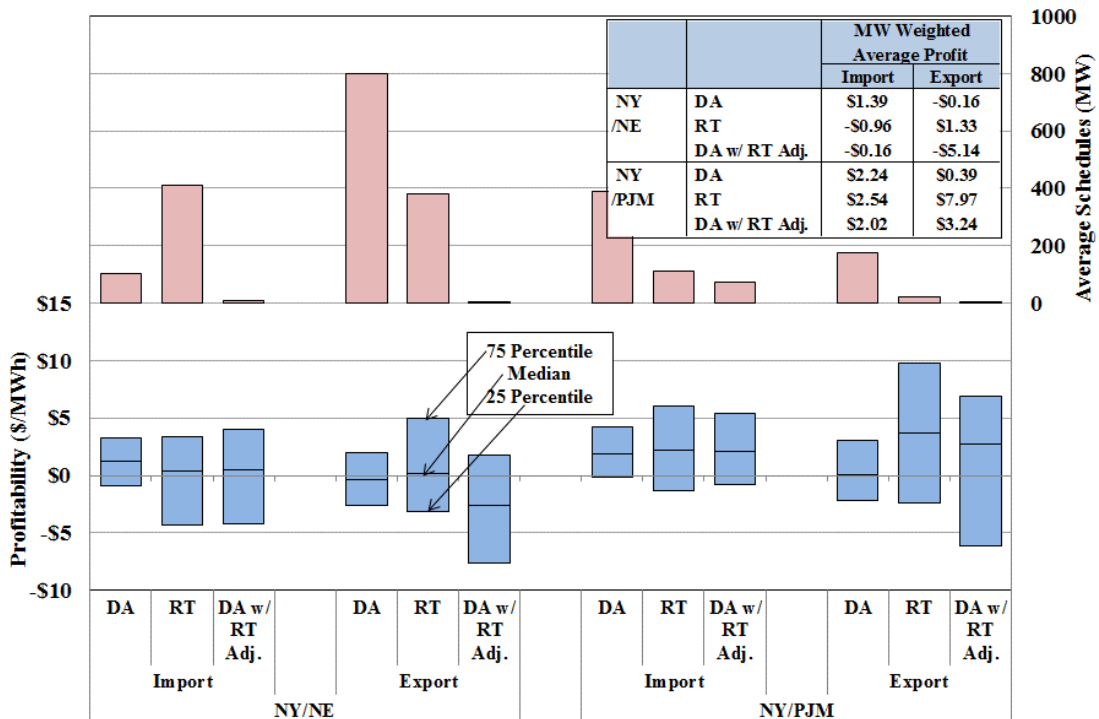 1000
800
600
400
200
0
Average Schedules (MW)
MW Weighted
Average Profit
Import Export
NY DA $1.39 -$0.16
/NE RT -$0.96 $1.33
DA w/ RT Adj. -$0.16 -$5.14
NY DA $2.24 $0.39
/PJM RT $2.54 $7.97
DA w/ RT Adj. $2.02 $3.24
$15
$10
$5
$0
-$5
-$10
Profitability ($/MWh)
75 Percentile
Median
25 Percentile
DA RT DA w/ DA RT DA w/ DA RT DA w/ DA RT DA w/
RT RT RT RT
Adj. Adj. Adj. Adj.
Import Export Import Export
NY/NE NY/PJM